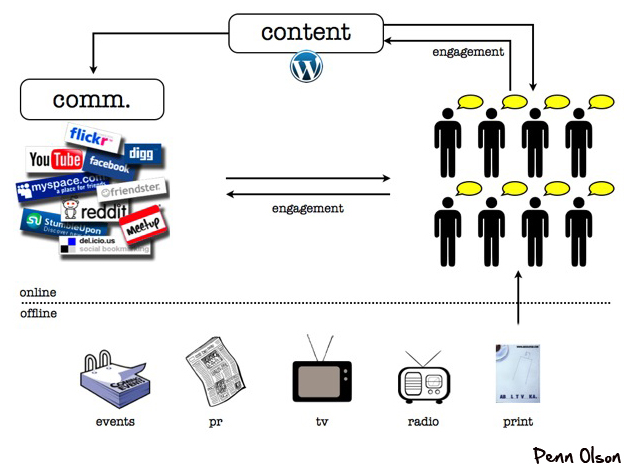 content
engagement
comm.
flickr
YouTube
facebook
digg
myspace.com
a place for friends
friendster.
reddit
StumbleUpon
Discover new
meetup
del.icio.us
social bookmarking
engagement
online
offline
events
pr
tv
radio
print
Penn Olson